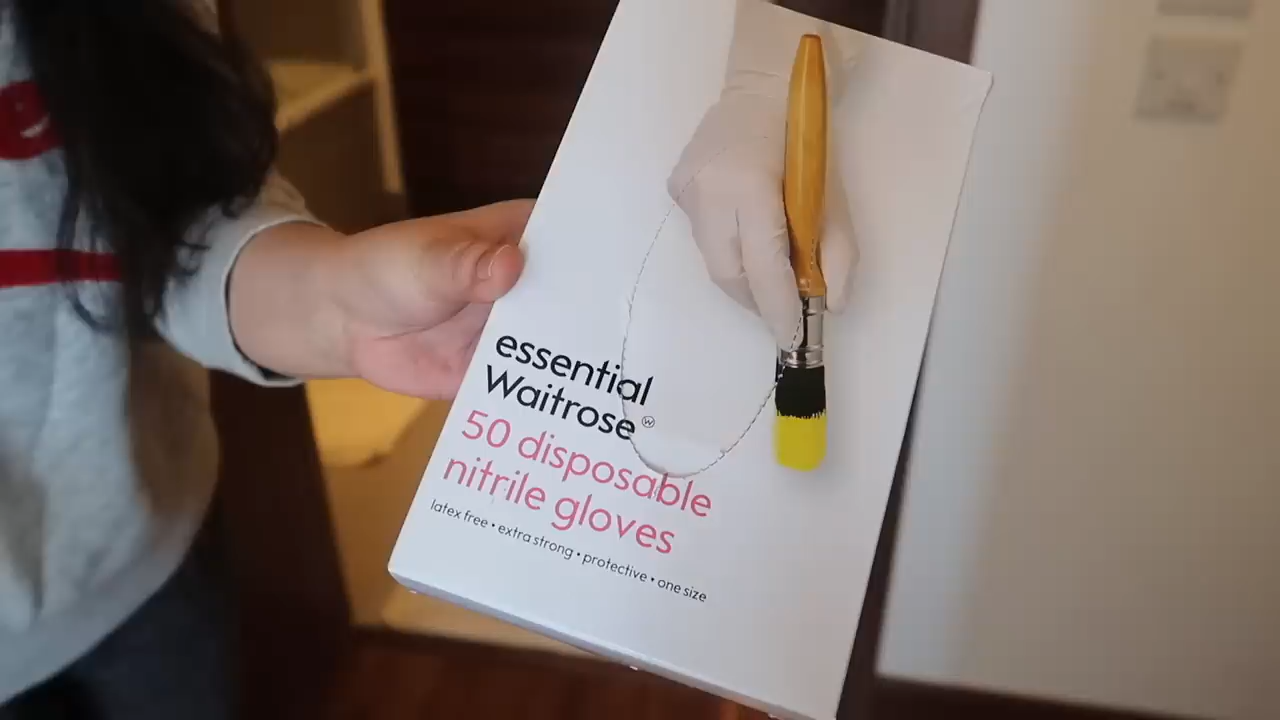 essential
Waitrose ⓦ
50 disposable
nitrile gloves
latex free • extra strong • protective • one size